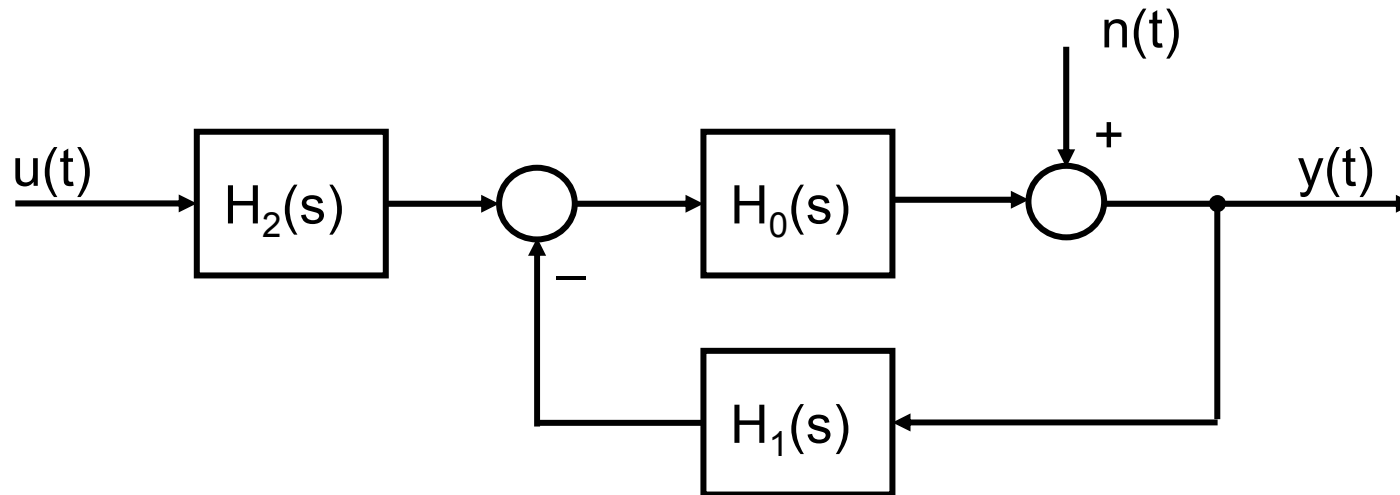 n(t)
+
u(t)
H₂(s)
H₀(s)
y(t)
–
H₁(s)